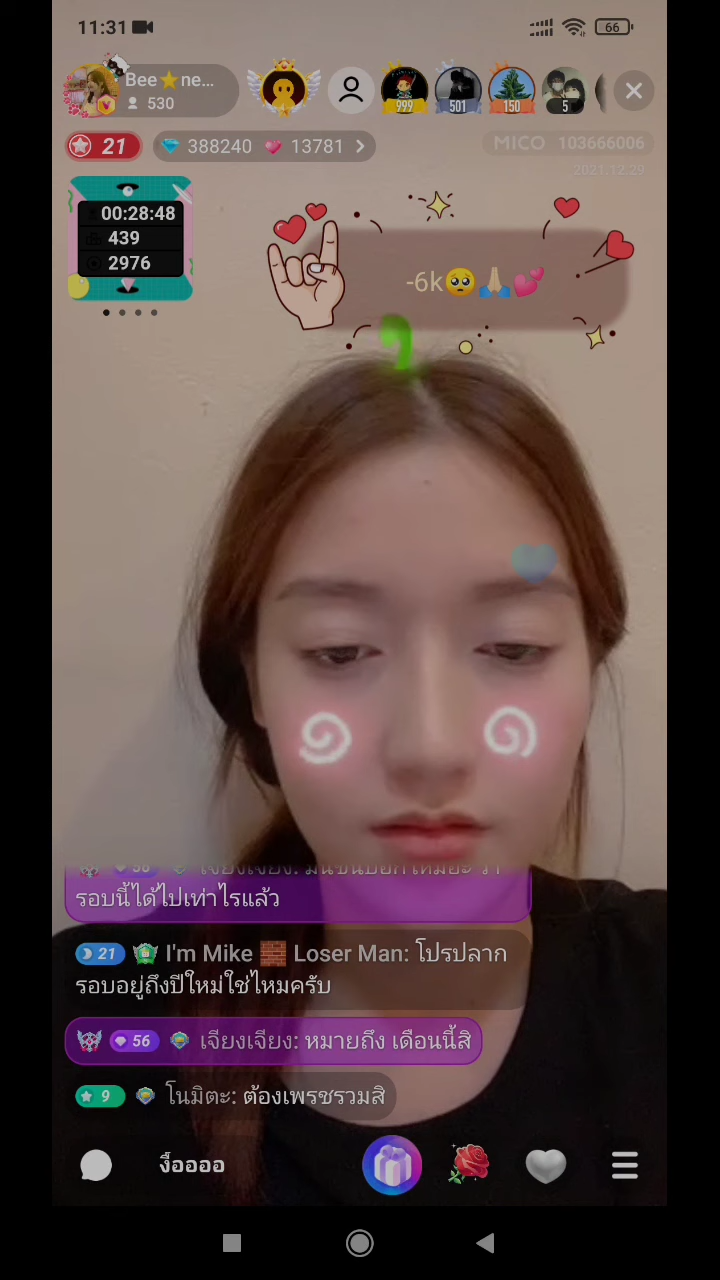 11:31
66
Bee⭐ne...
530
999
501
150
5
21
388240
13781
MICO 103666006
2021.12.29
00:28:48
439
2976
-6k🥺🙏🏻💕
รอบนี้ได้ไปเท่าไรแล้ว
21 I'm Mike 🧱 Loser Man: โปรปลาก
รอบอยู่ถึงปีใหม่ใช่ไหมครับ
56 เจียงเจียง: หมายถึง เดือนนี้สิ
9 โนมิตะ: ต้องเพรชรวมสิ
งื้ออออ